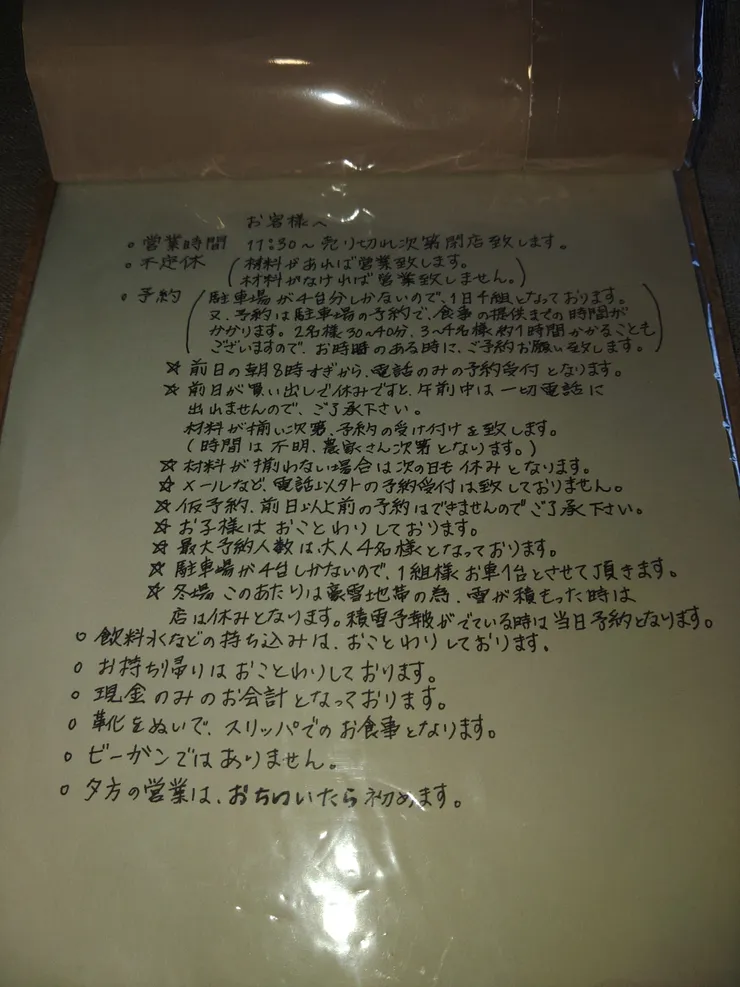 お客様へ
○ 営業時間 11:30～売り切れ次第閉店致します。
○ 不定休 (材料があれば営業致します。
材料がなければ営業致しません。)
○ 予約 (駐車場が4台分しかないので、1日4組となっております。
又、予約は駐車場の予約で、食事の提供までの時間が
かかります。2名様30～40分、3～4名様約1時間かかることも
ございますので、お時間のある時に、ご予約お願い致します。)
☆ 前日の朝8時すぎから、電話のみの予約受付となります。
☆ 前日が買い出しで休みですと、午前中は一切電話に
出れませんので、ご了承下さい。
材料が揃い次第、予約の受け付けを致します。
(時間は不明、農家さん次第となります。)
☆ 材料が揃わない場合は次の日も休みとなります。
☆ メールなど、電話以外の予約受付は致しておりません。
☆ 仮予約、前日以上前の予約はできませんのでご了承下さい。
☆ お子様はおことわりしております。
☆ 最大予約人数は、大人4名様となっております。
☆ 駐車場が4台しかないので、1組様お車1台とさせて頂きます。
☆ 冬場 このあたりは豪雪地帯の為、雪が積もった時は
店は休みとなります。積雪予報がでている時は当日予約となります。
○ 飲料水などの持ち込みは、おことわりしております。
○ お持ち帰りはおことわりしております。
○ 現金のみのお会計となっております。
○ 靴をぬいで、スリッパでのお食事となります。
○ ビーガンではありません。
○ 夕方の営業は、おちついたら初めます。